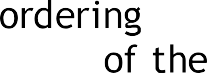 ordering
of the